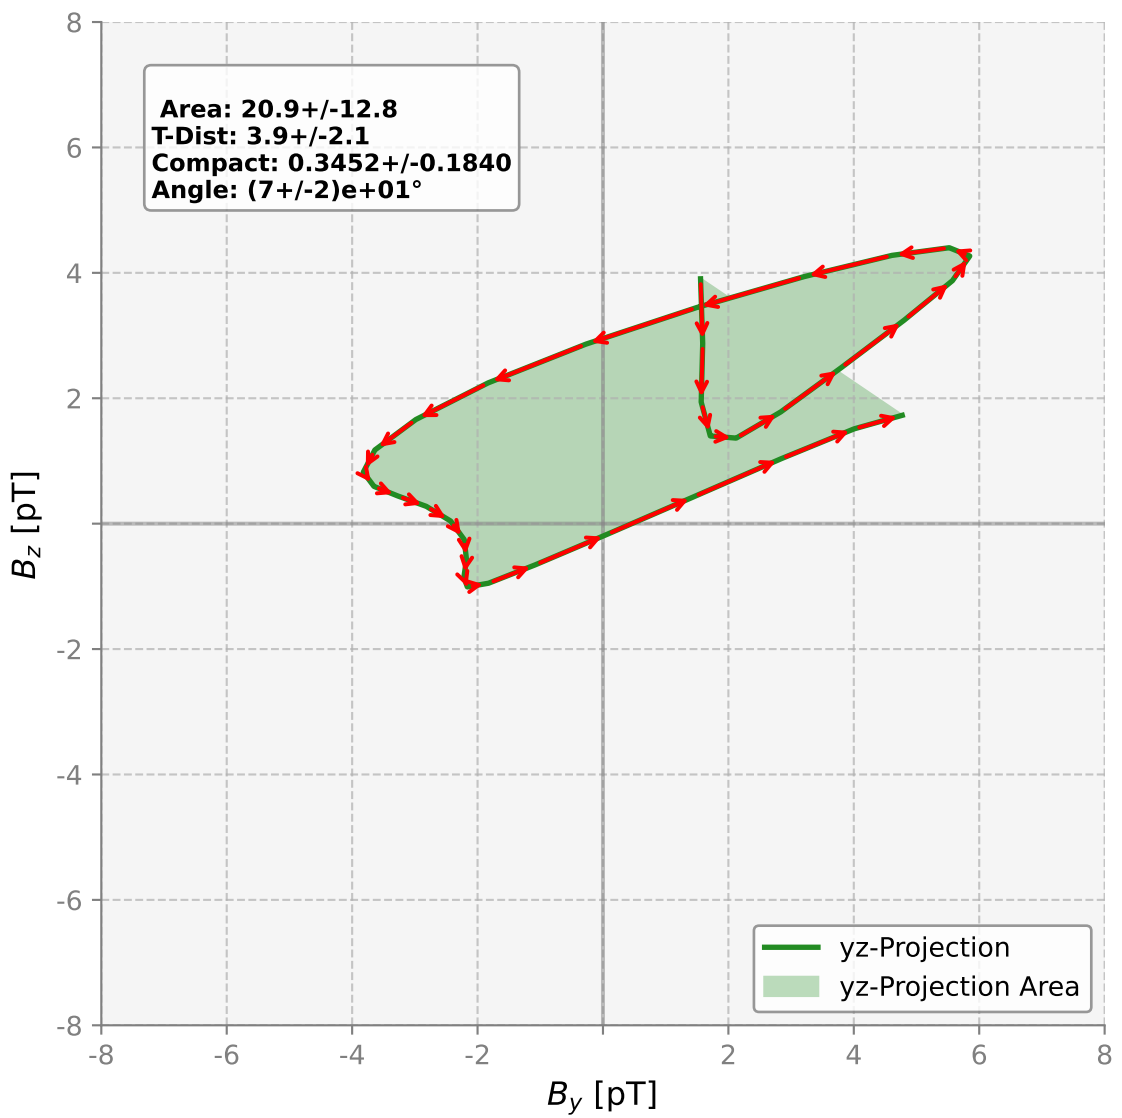 8
6
4
2
-2
-4
-6
-8
-8
-6
-4
-2
2
4
6
8
B_z [pT]
B_y [pT]
Area: 20.9+/-12.8
T-Dist: 3.9+/-2.1
Compact: 0.3452+/-0.1840
Angle: (7+/-2)e+01°
yz-Projection
yz-Projection Area